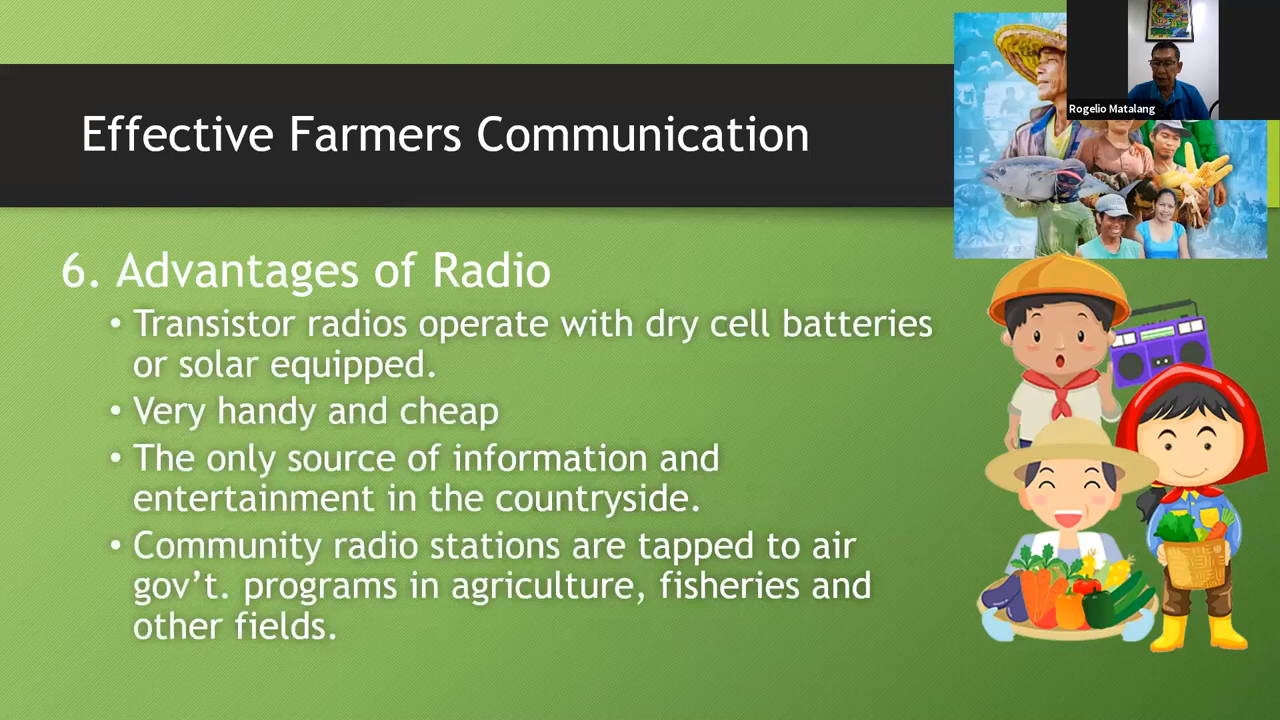 Effective Farmers Communication
Rogelio Matalang
6. Advantages of Radio
• Transistor radios operate with dry cell batteries
or solar equipped.
• Very handy and cheap
• The only source of information and
entertainment in the countryside.
• Community radio stations are tapped to air
gov’t. programs in agriculture, fisheries and
other fields.